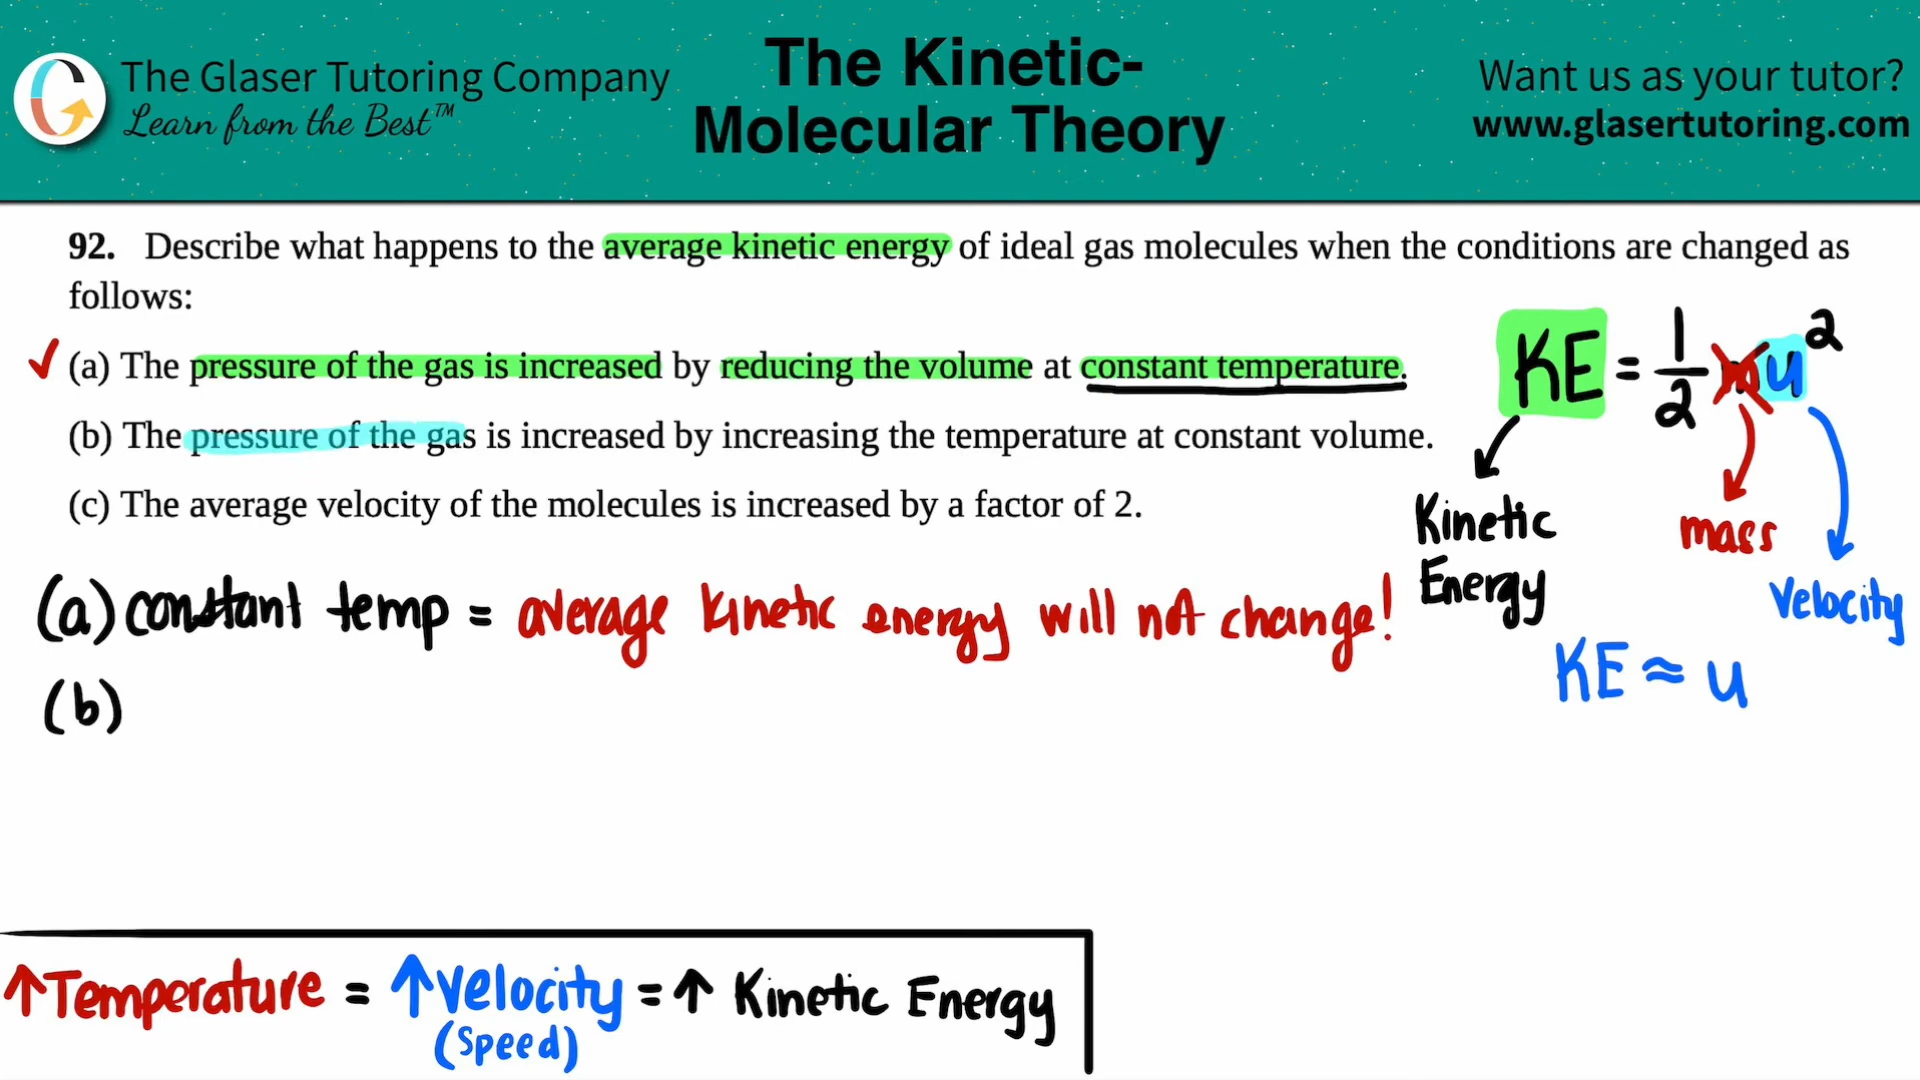 The Glaser Tutoring Company
Learn from the Best™
The Kinetic-
Molecular Theory
Want us as your tutor?
www.glasertutoring.com
92. Describe what happens to the average kinetic energy of ideal gas molecules when the conditions are changed as
follows:
(a) The pressure of the gas is increased by reducing the volume at constant temperature.
(b) The pressure of the gas is increased by increasing the temperature at constant volume.
(c) The average velocity of the molecules is increased by a factor of 2.
KE = 1/2 m u²
Kinetic
Energy
mass
velocity
KE ≈ u
(a) constant temp = average kinetic energy will not change!
(b)
↑Temperature = ↑velocity = ↑ Kinetic Energy
(speed)